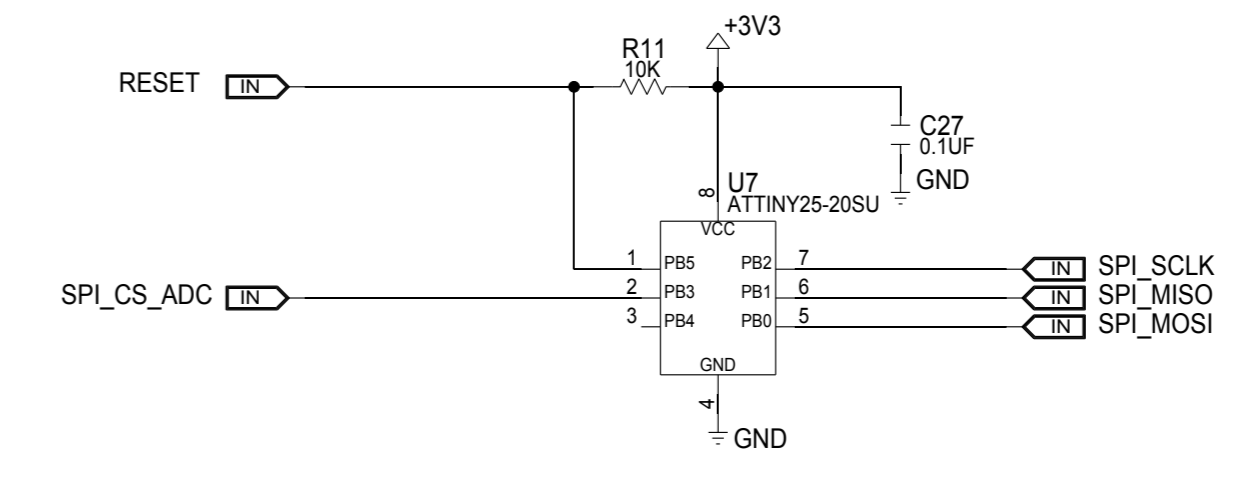 +3V3
R11
10K
RESET IN
C27
0.1UF
GND
8
U7
ATTINY25-20SU
VCC
1 PB5 PB2 7 IN SPI_SCLK
SPI_CS_ADC IN 2 PB3 PB1 6 IN SPI_MISO
3 PB4 PB0 5 IN SPI_MOSI
GND
4
GND